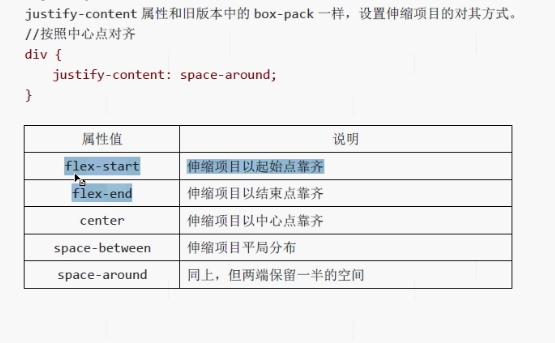 justify-content 属性和旧版本中的 box-pack 一样，设置伸缩项目的对其方式。
//按照中心点对齐
div {
    justify-content: space-around;
}
属性值 说明
flex-start 伸缩项目以起始点靠齐
flex-end 伸缩项目以结束点靠齐
center 伸缩项目以中心点靠齐
space-between 伸缩项目平局分布
space-around 同上，但两端保留一半的空间